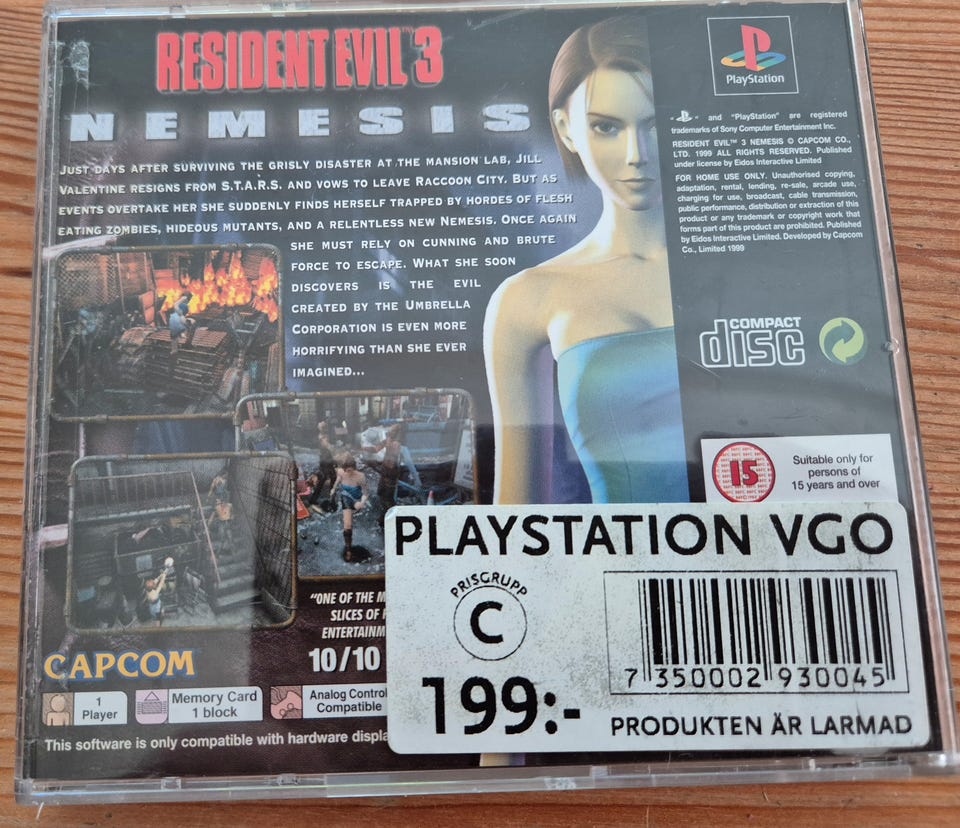 RESIDENT EVIL™ 3
NEMESIS
JUST DAYS AFTER SURVIVING THE GRISLY DISASTER AT THE MANSION LAB, JILL
VALENTINE RESIGNS FROM S.T.A.R.S. AND VOWS TO LEAVE RACCOON CITY. BUT AS
EVENTS OVERTAKE HER SHE SUDDENLY FINDS HERSELF TRAPPED BY HORDES OF FLESH
EATING ZOMBIES, HIDEOUS MUTANTS, AND A RELENTLESS NEW NEMESIS. ONCE AGAIN
SHE MUST RELY ON CUNNING AND BRUTE
FORCE TO ESCAPE. WHAT SHE SOON
DISCOVERS IS THE EVIL
CREATED BY THE UMBRELLA
CORPORATION IS EVEN MORE
HORRIFYING THAN SHE EVER
IMAGINED...
PlayStation
" " and "PlayStation" are registered
trademarks of Sony Computer Entertainment Inc.
RESIDENT EVIL™ 3 NEMESIS © CAPCOM CO.,
LTD. 1999 ALL RIGHTS RESERVED. Published
under license by Eidos Interactive Limited
FOR HOME USE ONLY. Unauthorised copying,
adaptation, rental, lending, re-sale, arcade use,
charging for use, broadcast, cable transmission,
public performance, distribution or extraction of this
product or any trademark or copyright work that
forms part of this product are prohibited. Published
by Eidos Interactive Limited. Developed by Capcom
Co., Limited 1999
COMPACT
disc
15
Suitable only for
persons of
15 years and over
"ONE OF THE M
SLICES OF
ENTERTAINM
10/10
CAPCOM
1
Player
Memory Card
1 block
Analog Control
Compatible
This software is only compatible with hardware displa
PLAYSTATION VGO
PRISGRUPP
C
199:-
7 350002 930045
PRODUKTEN ÄR LARMAD